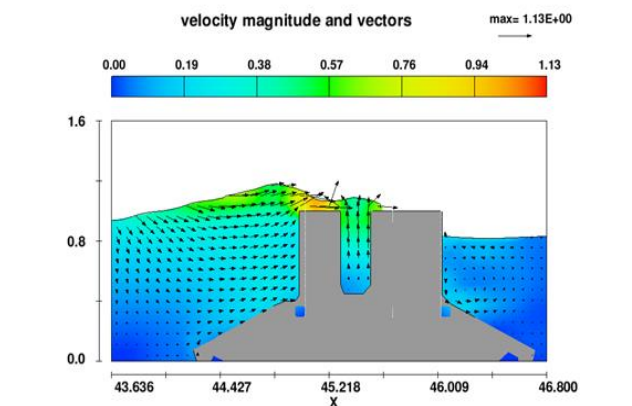 velocity magnitude and vectors
max= 1.13E+00
0.00 0.19 0.38 0.57 0.76 0.94 1.13
1.6
0.8
0.0
43.636 44.427 45.218 46.009 46.800
X